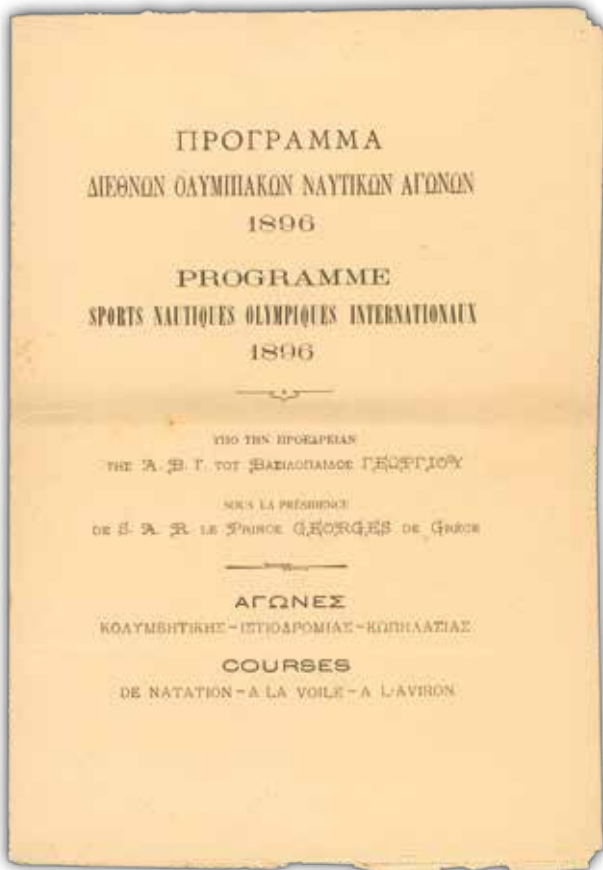 ΠΡΟΓΡΑΜΜΑ
ΔΙΕΘΝΩΝ ΟΛΥΜΠΙΑΚΩΝ ΝΑΥΤΙΚΩΝ ΑΓΩΝΩΝ
1896
PROGRAMME
SPORTS NAUTIQUES OLYMPIQUES INTERNATIONAUX
1896
ΥΠΟ ΤΗΝ ΠΡΟΕΔΡΕΙΑΝ
ΤΗΣ Ἀ. Β. Υ. ΤΟΥ ΒΑΣΙΛΟΠΑΙΔΟΣ ΓΕΩΡΓΙΟΥ
SOUS LA PRÉSIDENCE
DE S. A. R. LE PRINCE GEORGES DE GRÈCE
ΑΓΩΝΕΣ
ΚΟΛΥΜΒΗΤΙΚΗΣ – ΙΣΤΙΟΔΡΟΜΙΑΣ – ΚΩΠΗΛΑΣΙΑΣ
COURSES
DE NATATION – A LA VOILE – A L'AVIRON